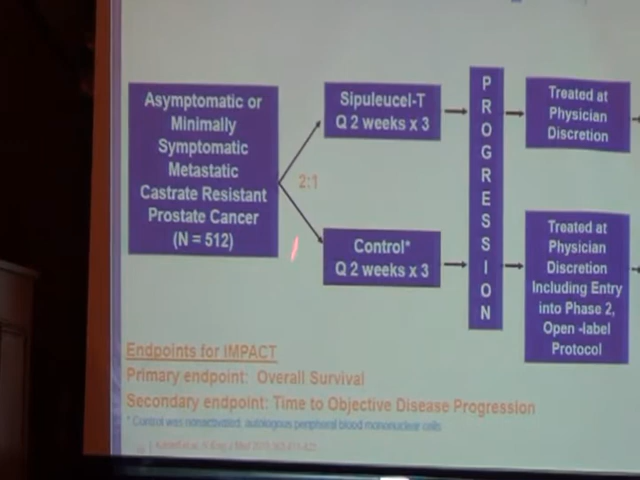 Asymptomatic or
Minimally
Symptomatic
Metastatic
Castrate Resistant
Prostate Cancer
(N = 512)
2:1
Sipuleucel-T
Q 2 weeks x 3
Control*
Q 2 weeks x 3
PROGRESSION
Treated at
Physician
Discretion
Treated at
Physician
Discretion
Including Entry
into Phase 2,
Open -label
Protocol
Endpoints for IMPACT
Primary endpoint: Overall Survival
Secondary endpoint: Time to Objective Disease Progression
* Control was nonactivated, autologous peripheral blood mononuclear cells